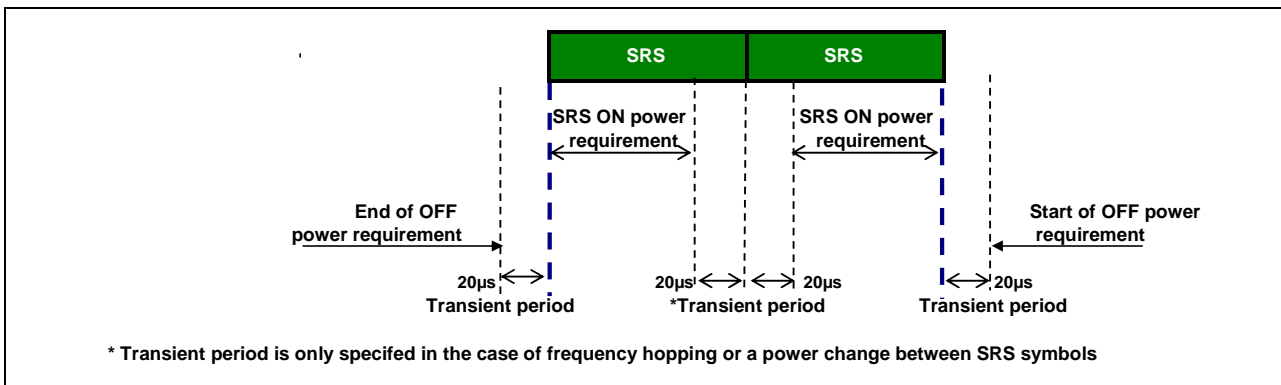 SRS SRS
SRS ON power
requirement
SRS ON power
requirement
End of OFF
power requirement
Start of OFF power
requirement
20µs 20µs 20µs 20µs
Transient period *Transient period Transient period
* Transient period is only specifed in the case of frequency hopping or a power change between SRS symbols